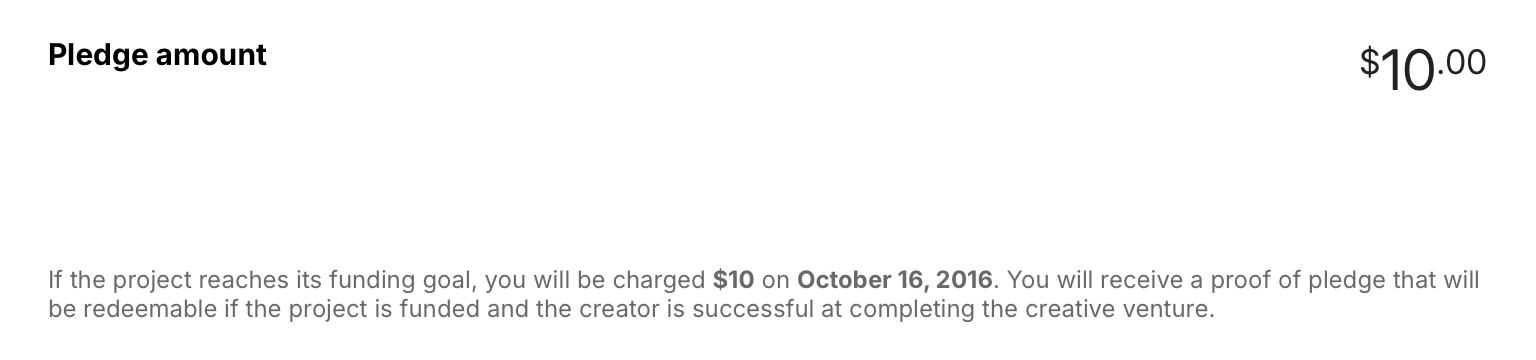 Pledge amount
$10.00
If the project reaches its funding goal, you will be charged $10 on October 16, 2016. You will receive a proof of pledge that will
be redeemable if the project is funded and the creator is successful at completing the creative venture.